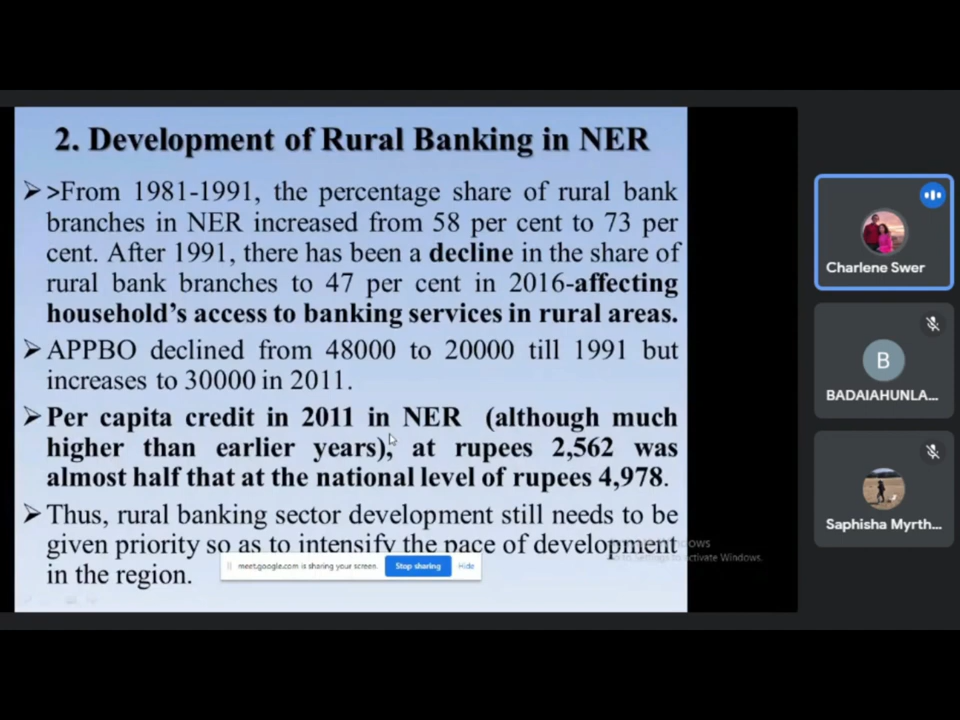 2. Development of Rural Banking in NER
➢ >From 1981-1991, the percentage share of rural bank
branches in NER increased from 58 per cent to 73 per
cent. After 1991, there has been a decline in the share of
rural bank branches to 47 per cent in 2016-affecting
household's access to banking services in rural areas.
➢ APPBO declined from 48000 to 20000 till 1991 but
increases to 30000 in 2011.
➢ Per capita credit in 2011 in NER (although much
higher than earlier years), at rupees 2,562 was
almost half that at the national level of rupees 4,978.
➢ Thus, rural banking sector development still needs to be
given priority so as to intensify the pace of development
in the region.
meet.google.com is sharing your screen.
Stop sharing
Hide
Activate Windows.
Charlene Swer
B
BADAIAHUNLA...
Saphisha Myrth...